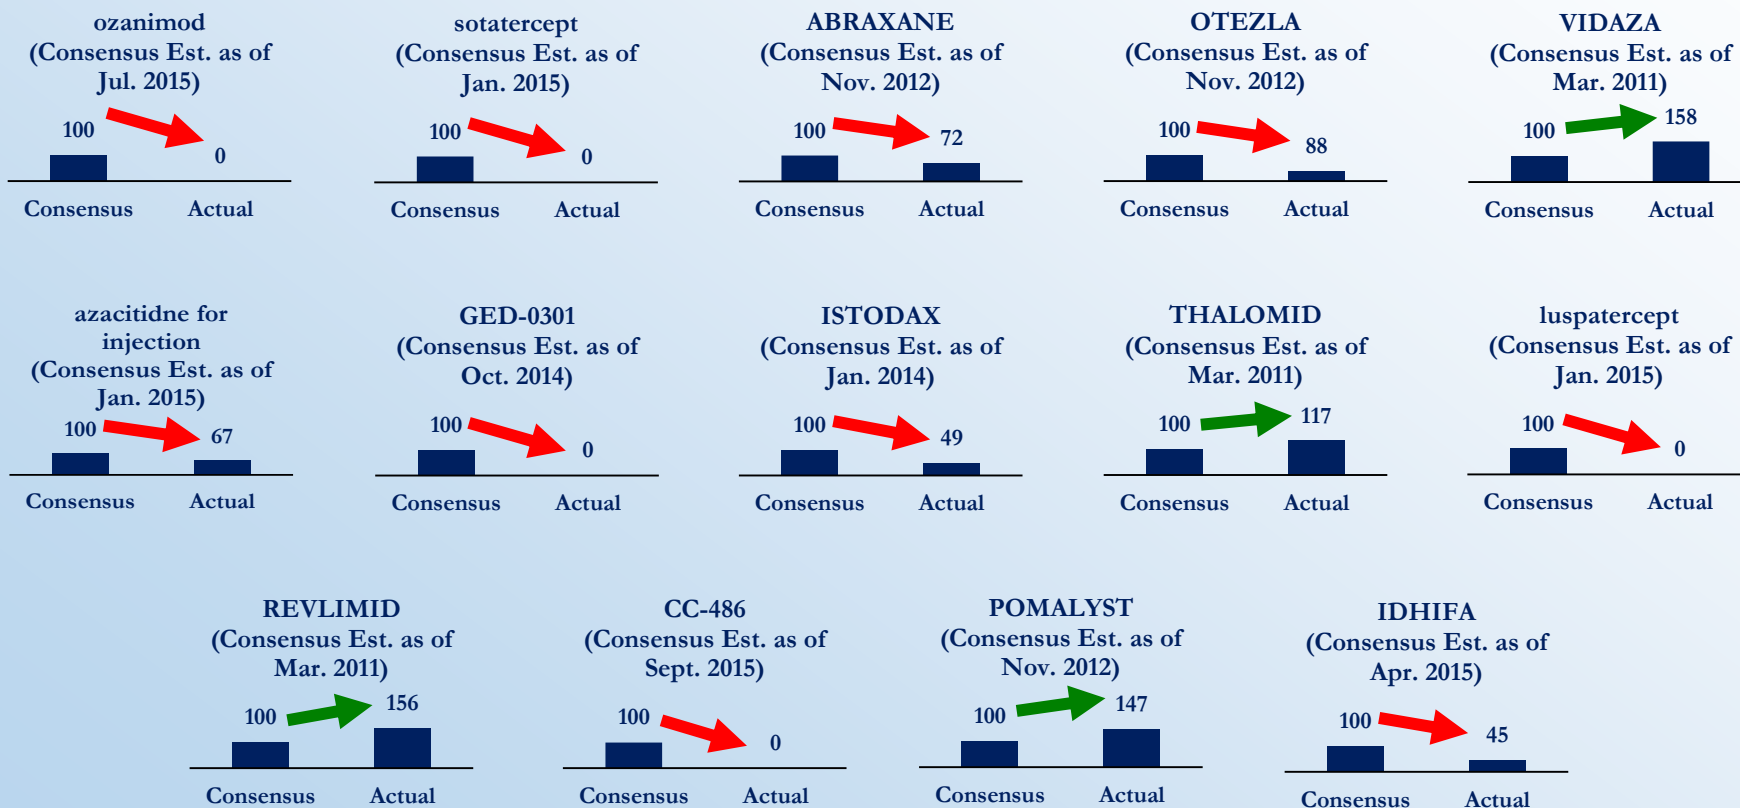 ozanimod
(Consensus Est. as of
Jul. 2015)
100
0
Consensus Actual
sotatercept
(Consensus Est. as of
Jan. 2015)
100
0
Consensus Actual
ABRAXANE
(Consensus Est. as of
Nov. 2012)
100
72
Consensus Actual
OTEZLA
(Consensus Est. as of
Nov. 2012)
100
88
Consensus Actual
VIDAZA
(Consensus Est. as of
Mar. 2011)
100
158
Consensus Actual
azacitidne for
injection
(Consensus Est. as of
Jan. 2015)
100
67
Consensus Actual
GED-0301
(Consensus Est. as of
Oct. 2014)
100
0
Consensus Actual
ISTODAX
(Consensus Est. as of
Jan. 2014)
100
49
Consensus Actual
THALOMID
(Consensus Est. as of
Mar. 2011)
100
117
Consensus Actual
luspatercept
(Consensus Est. as of
Jan. 2015)
100
0
Consensus Actual
REVLIMID
(Consensus Est. as of
Mar. 2011)
100
156
Consensus Actual
CC-486
(Consensus Est. as of
Sept. 2015)
100
0
Consensus Actual
POMALYST
(Consensus Est. as of
Nov. 2012)
100
147
Consensus Actual
IDHIFA
(Consensus Est. as of
Apr. 2015)
100
45
Consensus Actual